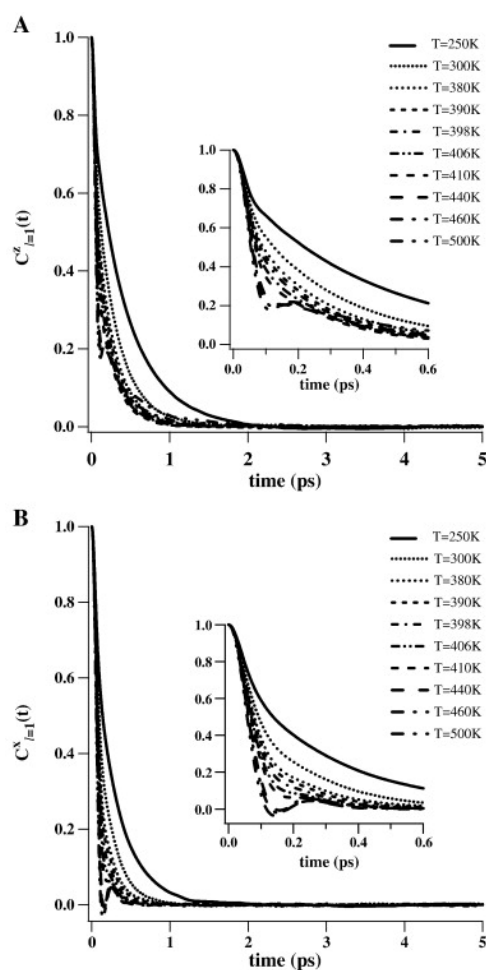 A
1.0
0.8
0.6
0.4
0.2
0.0
C^z_{l=1}(t)
T=250K
T=300K
T=380K
T=390K
T=398K
T=406K
T=410K
T=440K
T=460K
T=500K
1.0
0.8
0.6
0.4
0.2
0.0
0.0 0.2 0.4 0.6
time (ps)
0 1 2 3 4 5
time (ps)
B
1.0
0.8
0.6
0.4
0.2
0.0
C^x_{l=1}(t)
T=250K
T=300K
T=380K
T=390K
T=398K
T=406K
T=410K
T=440K
T=460K
T=500K
1.0
0.8
0.6
0.4
0.2
0.0
0.0 0.2 0.4 0.6
time (ps)
0 1 2 3 4 5
time (ps)